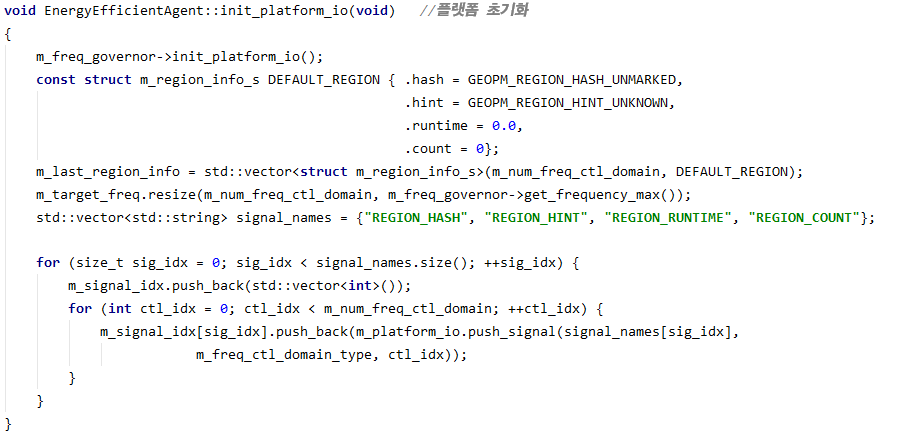 void EnergyEfficientAgent::init_platform_io(void)   //플랫폼 초기화
{
    m_freq_governor->init_platform_io();
    const struct m_region_info_s DEFAULT_REGION { .hash = GEOPM_REGION_HASH_UNMARKED,
                                                  .hint = GEOPM_REGION_HINT_UNKNOWN,
                                                  .runtime = 0.0,
                                                  .count = 0};
    m_last_region_info = std::vector<struct m_region_info_s>(m_num_freq_ctl_domain, DEFAULT_REGION);
    m_target_freq.resize(m_num_freq_ctl_domain, m_freq_governor->get_frequency_max());
    std::vector<std::string> signal_names = {"REGION_HASH", "REGION_HINT", "REGION_RUNTIME", "REGION_COUNT"};

    for (size_t sig_idx = 0; sig_idx < signal_names.size(); ++sig_idx) {
        m_signal_idx.push_back(std::vector<int>());
        for (int ctl_idx = 0; ctl_idx < m_num_freq_ctl_domain; ++ctl_idx) {
            m_signal_idx[sig_idx].push_back(m_platform_io.push_signal(signal_names[sig_idx],
                        m_freq_ctl_domain_type, ctl_idx));
        }
    }
}